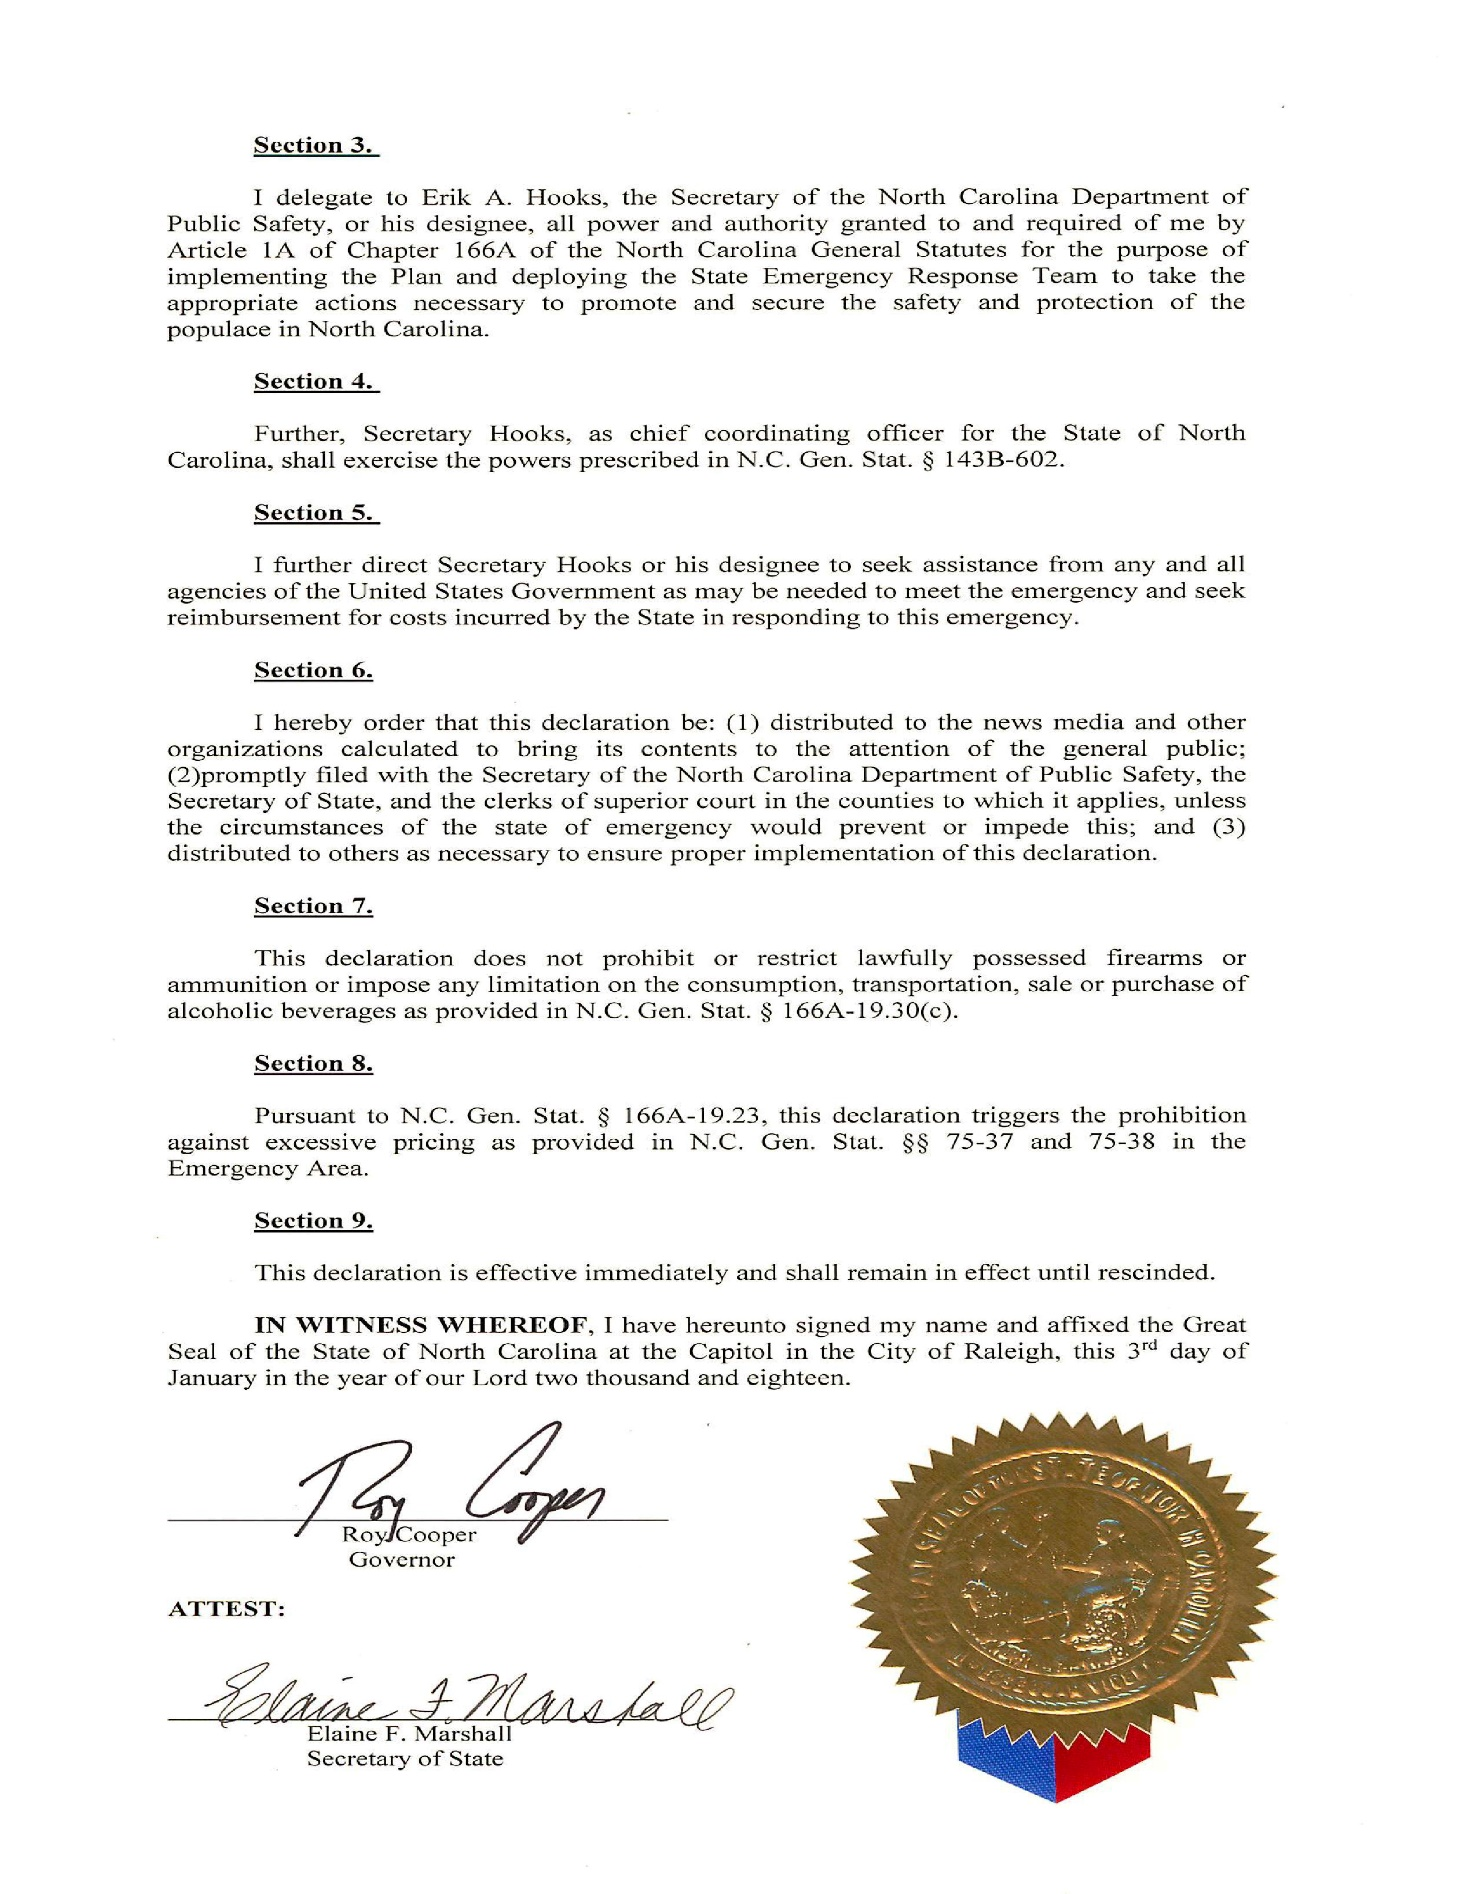 Section 3.
I delegate to Erik A. Hooks, the Secretary of the North Carolina Department of
Public Safety, or his designee, all power and authority granted to and required of me by
Article 1A of Chapter 166A of the North Carolina General Statutes for the purpose of
implementing the Plan and deploying the State Emergency Response Team to take the
appropriate actions necessary to promote and secure the safety and protection of the
populace in North Carolina.
Section 4.
Further, Secretary Hooks, as chief coordinating officer for the State of North
Carolina, shall exercise the powers prescribed in N.C. Gen. Stat. § 143B-602.
Section 5.
I further direct Secretary Hooks or his designee to seek assistance from any and all
agencies of the United States Government as may be needed to meet the emergency and seek
reimbursement for costs incurred by the State in responding to this emergency.
Section 6.
I hereby order that this declaration be: (1) distributed to the news media and other
organizations calculated to bring its contents to the attention of the general public;
(2)promptly filed with the Secretary of the North Carolina Department of Public Safety, the
Secretary of State, and the clerks of superior court in the counties to which it applies, unless
the circumstances of the state of emergency would prevent or impede this; and (3)
distributed to others as necessary to ensure proper implementation of this declaration.
Section 7.
This declaration does not prohibit or restrict lawfully possessed firearms or
ammunition or impose any limitation on the consumption, transportation, sale or purchase of
alcoholic beverages as provided in N.C. Gen. Stat. § 166A-19.30(c).
Section 8.
Pursuant to N.C. Gen. Stat. § 166A-19.23, this declaration triggers the prohibition
against excessive pricing as provided in N.C. Gen. Stat. §§ 75-37 and 75-38 in the
Emergency Area.
Section 9.
This declaration is effective immediately and shall remain in effect until rescinded.
IN WITNESS WHEREOF, I have hereunto signed my name and affixed the Great
Seal of the State of North Carolina at the Capitol in the City of Raleigh, this 3rd day of
January in the year of our Lord two thousand and eighteen.
Roy Cooper
Roy Cooper
Governor
ATTEST:
Elaine F. Marshall
Elaine F. Marshall
Secretary of State
SEAL OF THE STATE OF NORTH CAROLINA